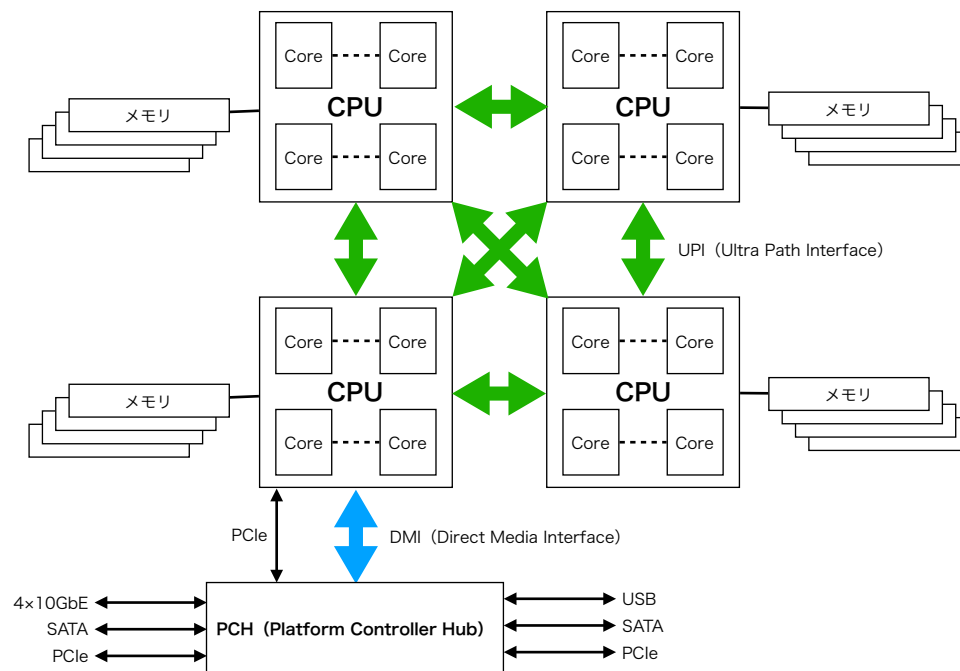 Core Core
CPU
Core Core
メモリ
Core Core
CPU
Core Core
メモリ
UPI（Ultra Path Interface）
Core Core
CPU
Core Core
メモリ
Core Core
CPU
Core Core
メモリ
PCIe
DMI（Direct Media Interface）
PCH（Platform Controller Hub）
4×10GbE
SATA
PCIe
USB
SATA
PCIe